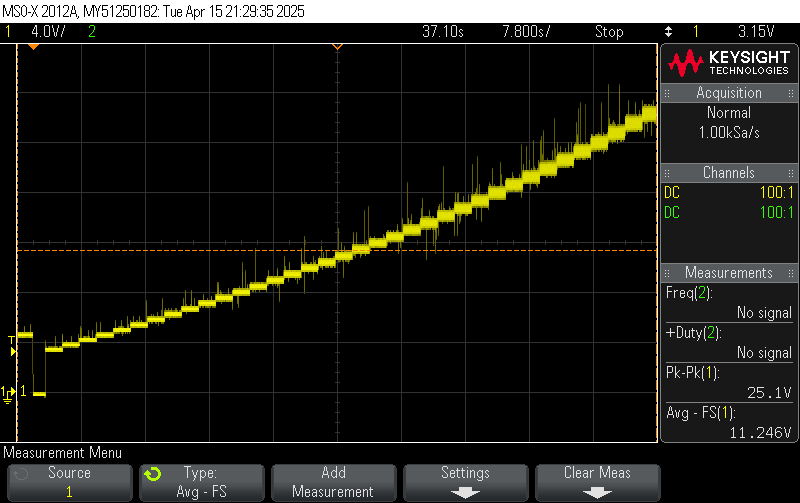 MSO-X 2012A, MY51250182: Tue Apr 15 21:29:35 2025
1 4.0V/ 2 37.10s 7.800s/ Stop 1 3.15V
KEYSIGHT
TECHNOLOGIES
Acquisition
Normal
1.00kSa/s
Channels
DC 100:1
DC 100:1
Measurements
Freq(2):
No signal
+Duty(2):
No signal
Pk-Pk(1):
25.1V
Avg - FS(1):
11.246V
T
1 1
Measurement Menu
Source
1
Type:
Avg - FS
Add
Measurement
Settings
Clear Meas